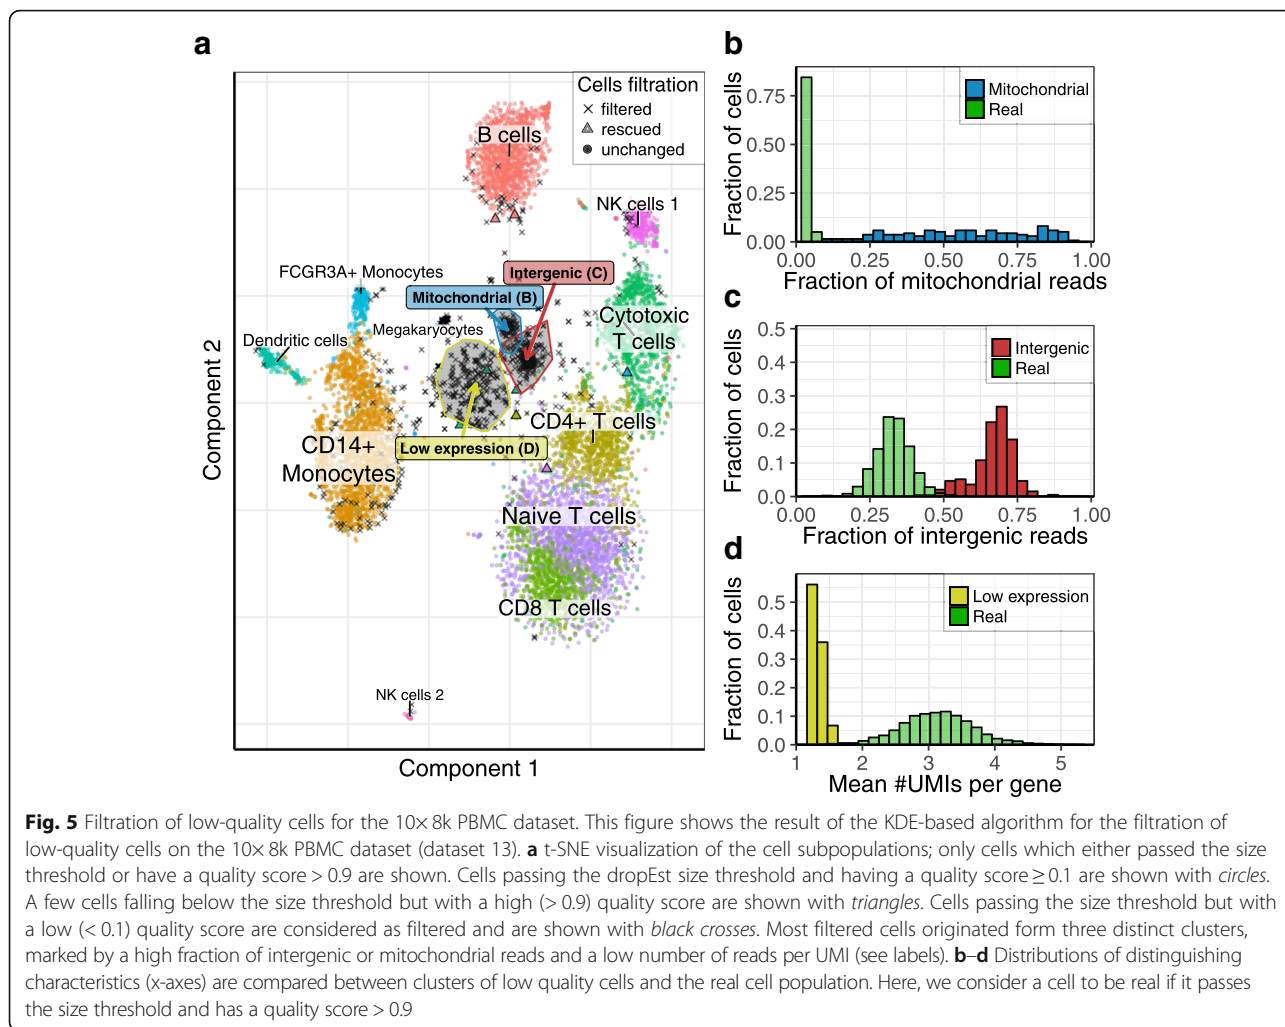 a
Component 2
Component 1
Cells filtration
filtered
rescued
unchanged
B cells
NK cells 1
FCGR3A+ Monocytes
Intergenic (C)
Mitochondrial (B)
Megakaryocytes
Cytotoxic
T cells
Dendritic cells
CD4+ T cells
CD14+
Monocytes
Low expression (D)
Naive T cells
CD8 T cells
NK cells 2
b
Fraction of cells
0.75
0.50
0.25
0.00
Mitochondrial
Real
0.00 0.25 0.50 0.75 1.00
Fraction of mitochondrial reads
c
Fraction of cells
0.5
0.4
0.3
0.2
0.1
0.0
Intergenic
Real
0.00 0.25 0.50 0.75 1.00
Fraction of intergenic reads
d
Fraction of cells
0.5
0.4
0.3
0.2
0.1
0.0
Low expression
Real
1 2 3 4 5
Mean #UMIs per gene
Fig. 5 Filtration of low-quality cells for the 10× 8k PBMC dataset. This figure shows the result of the KDE-based algorithm for the filtration of
low-quality cells on the 10× 8k PBMC dataset (dataset 13). a t-SNE visualization of the cell subpopulations; only cells which either passed the size
threshold or have a quality score > 0.9 are shown. Cells passing the dropEst size threshold and having a quality score ≥ 0.1 are shown with circles.
A few cells falling below the size threshold but with a high (> 0.9) quality score are shown with triangles. Cells passing the size threshold but with
a low (< 0.1) quality score are considered as filtered and are shown with black crosses. Most filtered cells originated form three distinct clusters,
marked by a high fraction of intergenic or mitochondrial reads and a low number of reads per UMI (see labels). b–d Distributions of distinguishing
characteristics (x-axes) are compared between clusters of low quality cells and the real cell population. Here, we consider a cell to be real if it passes
the size threshold and has a quality score > 0.9